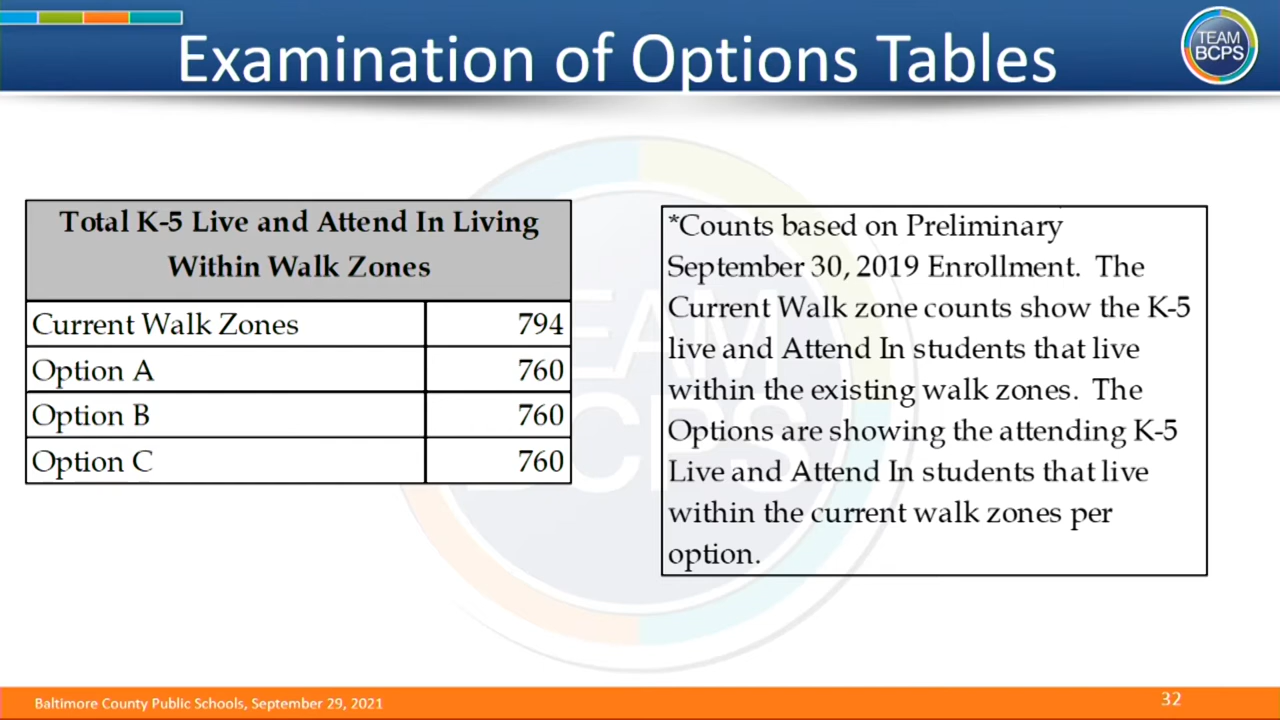 Examination of Options Tables
TEAM
BCPS
Total K-5 Live and Attend In Living
Within Walk Zones
Current Walk Zones 794
Option A 760
Option B 760
Option C 760
*Counts based on Preliminary
September 30, 2019 Enrollment. The
Current Walk zone counts show the K-5
live and Attend In students that live
within the existing walk zones. The
Options are showing the attending K-5
Live and Attend In students that live
within the current walk zones per
option.
TEAM
BCPS
Baltimore County Public Schools, September 29, 2021
32